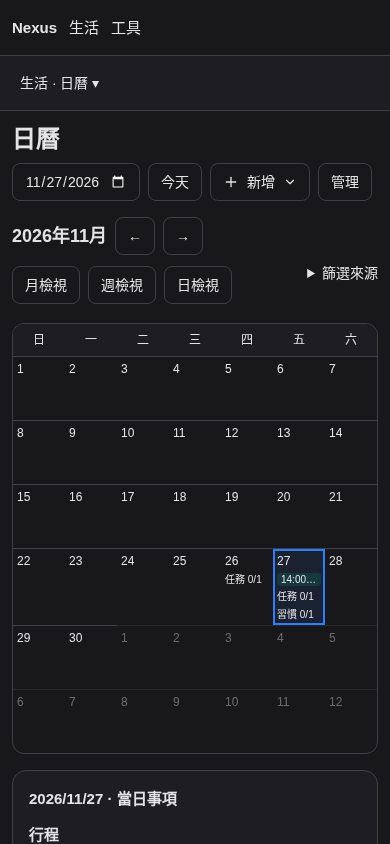 Nexus 生活 工具
生活 · 日曆 ▾
日曆
11/27/2026 今天 + 新增 管理
2026年11月 ← →
月檢視 週檢視 日檢視 ▶ 篩選來源
日 一 二 三 四 五 六
1 2 3 4 5 6 7
8 9 10 11 12 13 14
15 16 17 18 19 20 21
22 23 24 25 26 27 28
任務 0/1 14:00…
任務 0/1
習慣 0/1
29 30 1 2 3 4 5
6 7 8 9 10 11 12
2026/11/27 · 當日事項
行程